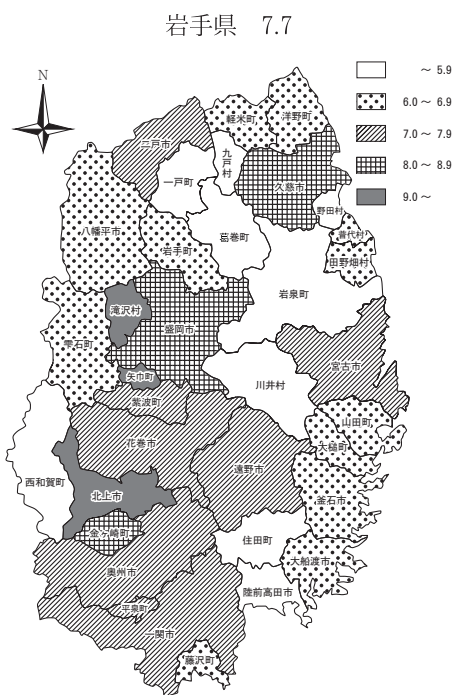 岩手県　7.7
N
～ 5.9
6.0 ～ 6.9
7.0 ～ 7.9
8.0 ～ 8.9
9.0 ～
軽米町
洋野町
二戸市
九戸村
一戸町
久慈市
野田村
八幡平市
岩手町
葛巻町
普代村
田野畑村
岩泉町
滝沢村
盛岡市
雫石町
宮古市
矢巾町
川井村
紫波町
山田町
花巻市
大槌町
遠野市
西和賀町
北上市
釜石市
金ヶ崎町
住田町
大船渡市
奥州市
陸前高田市
平泉町
一関市
藤沢町